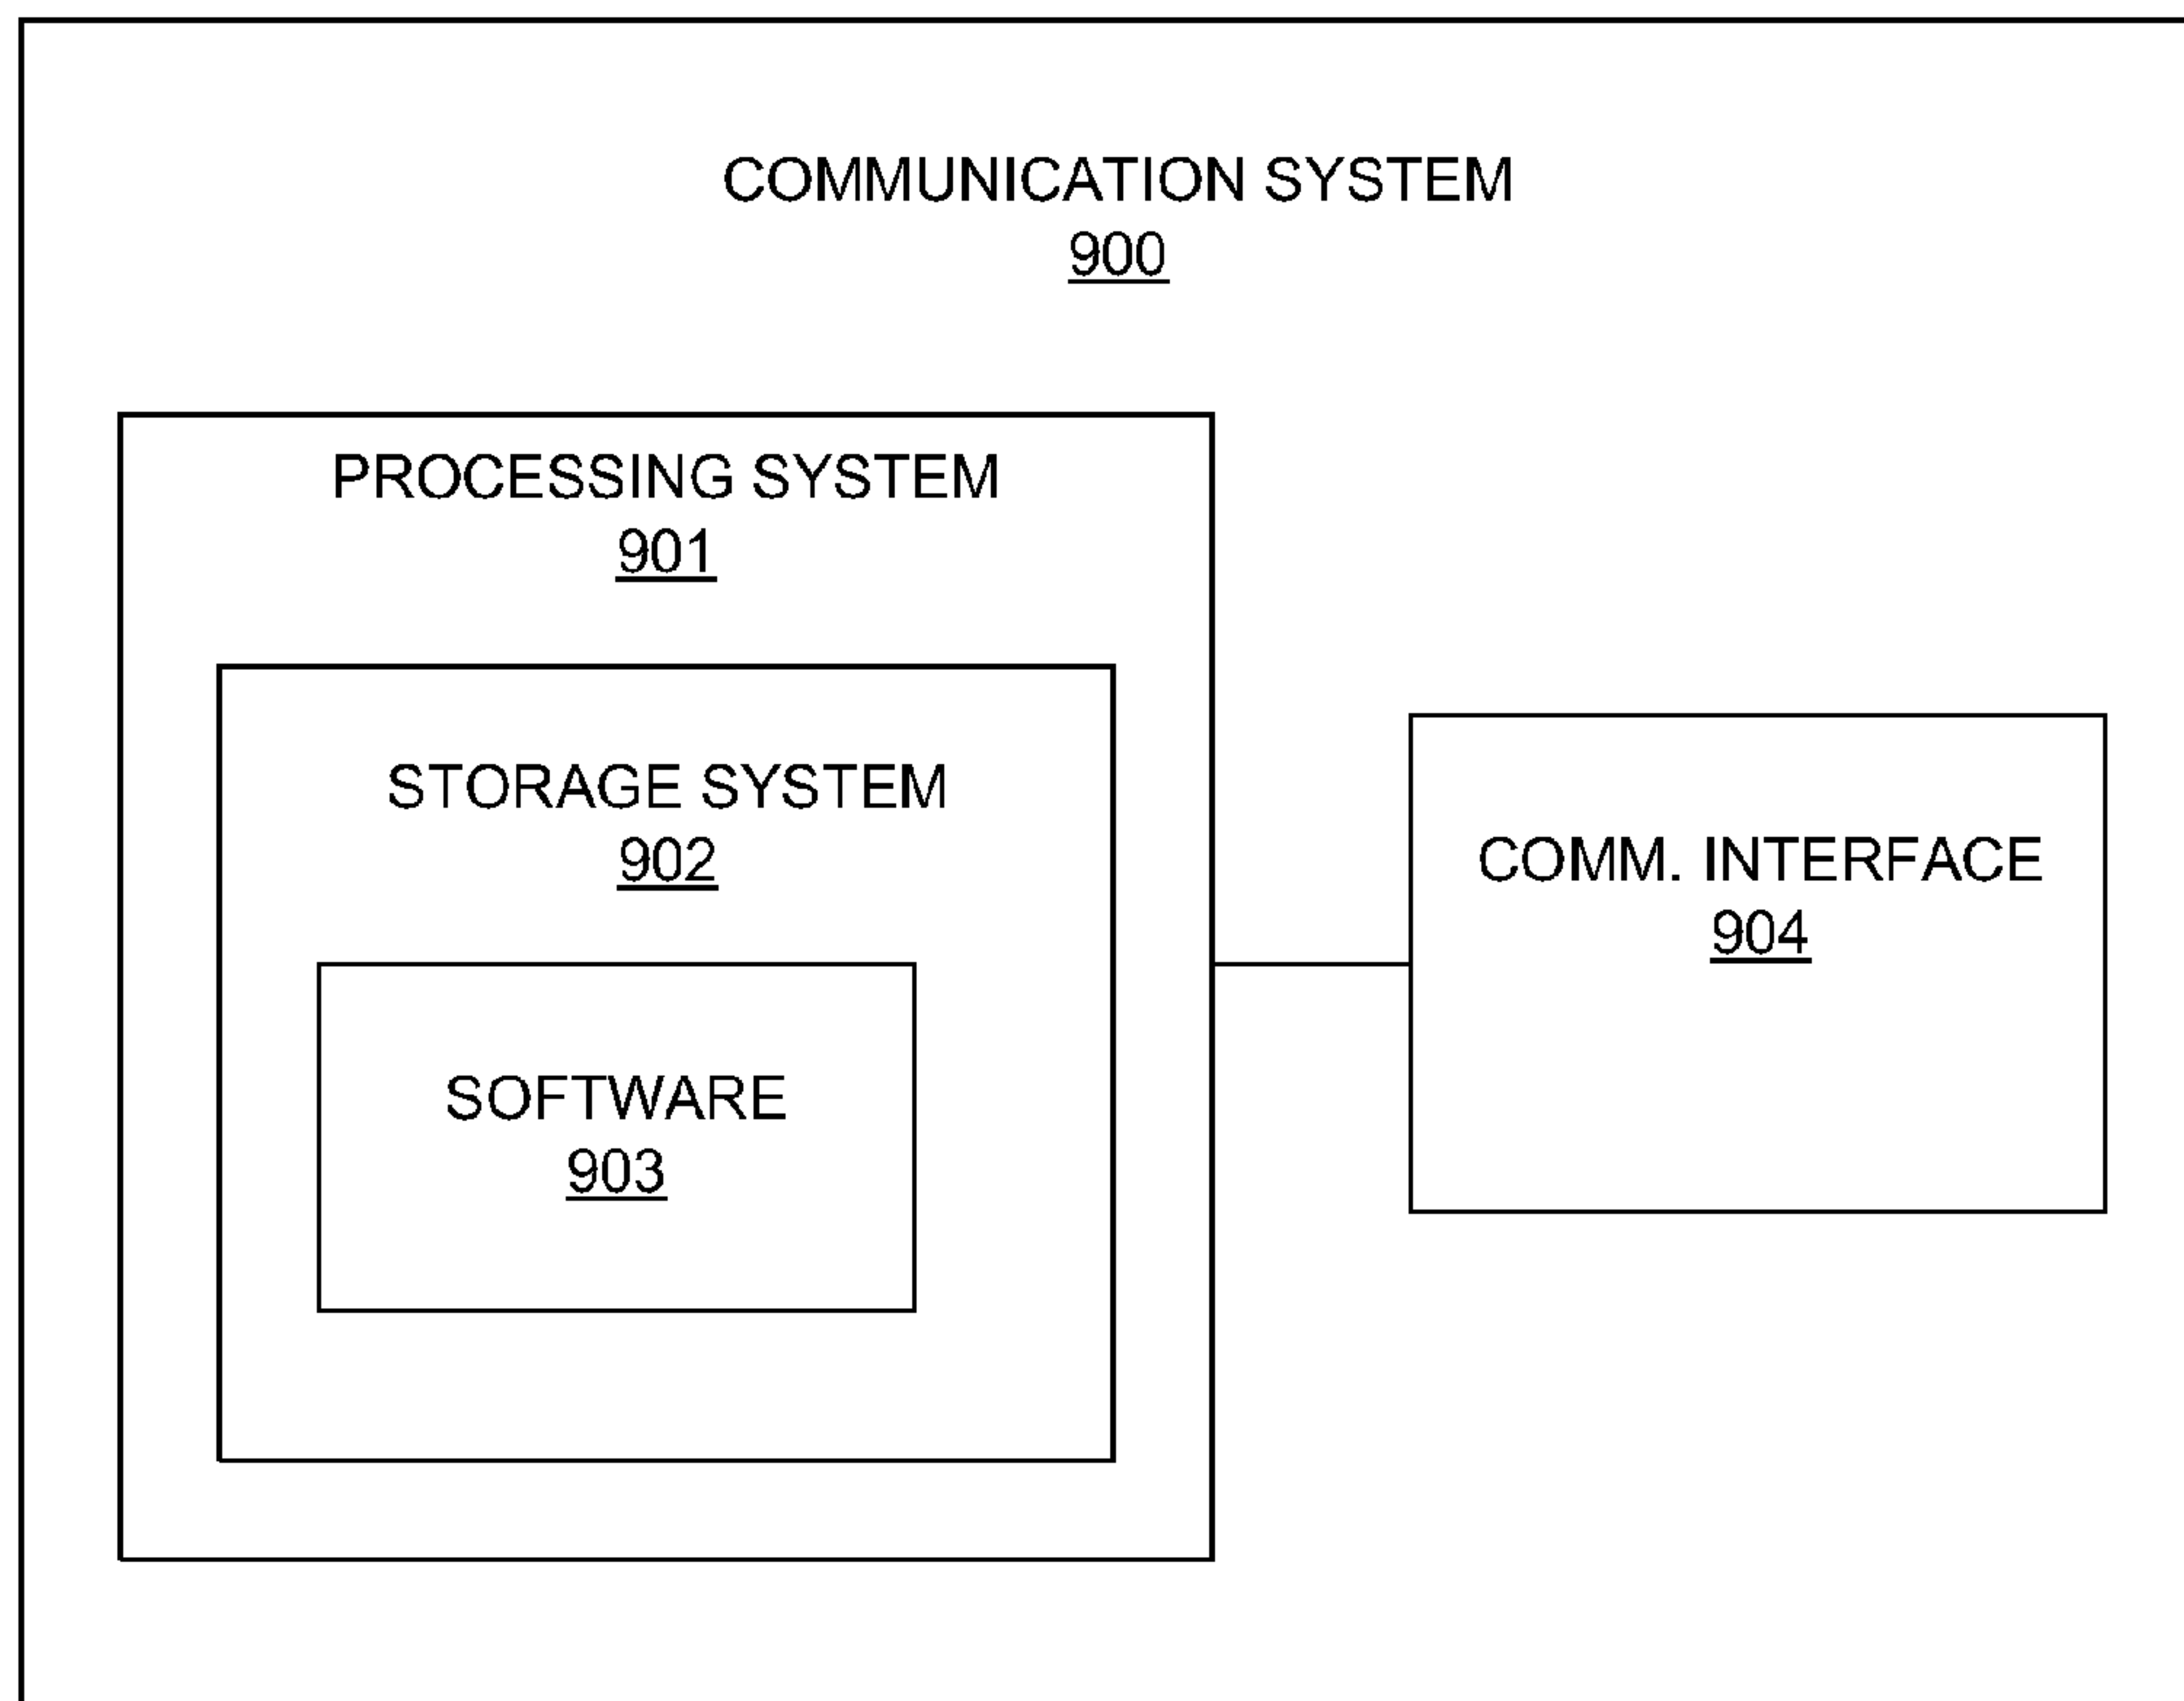 COMMUNICATION SYSTEM
900
PROCESSING SYSTEM
901
STORAGE SYSTEM
902
SOFTWARE
903
COMM. INTERFACE
904